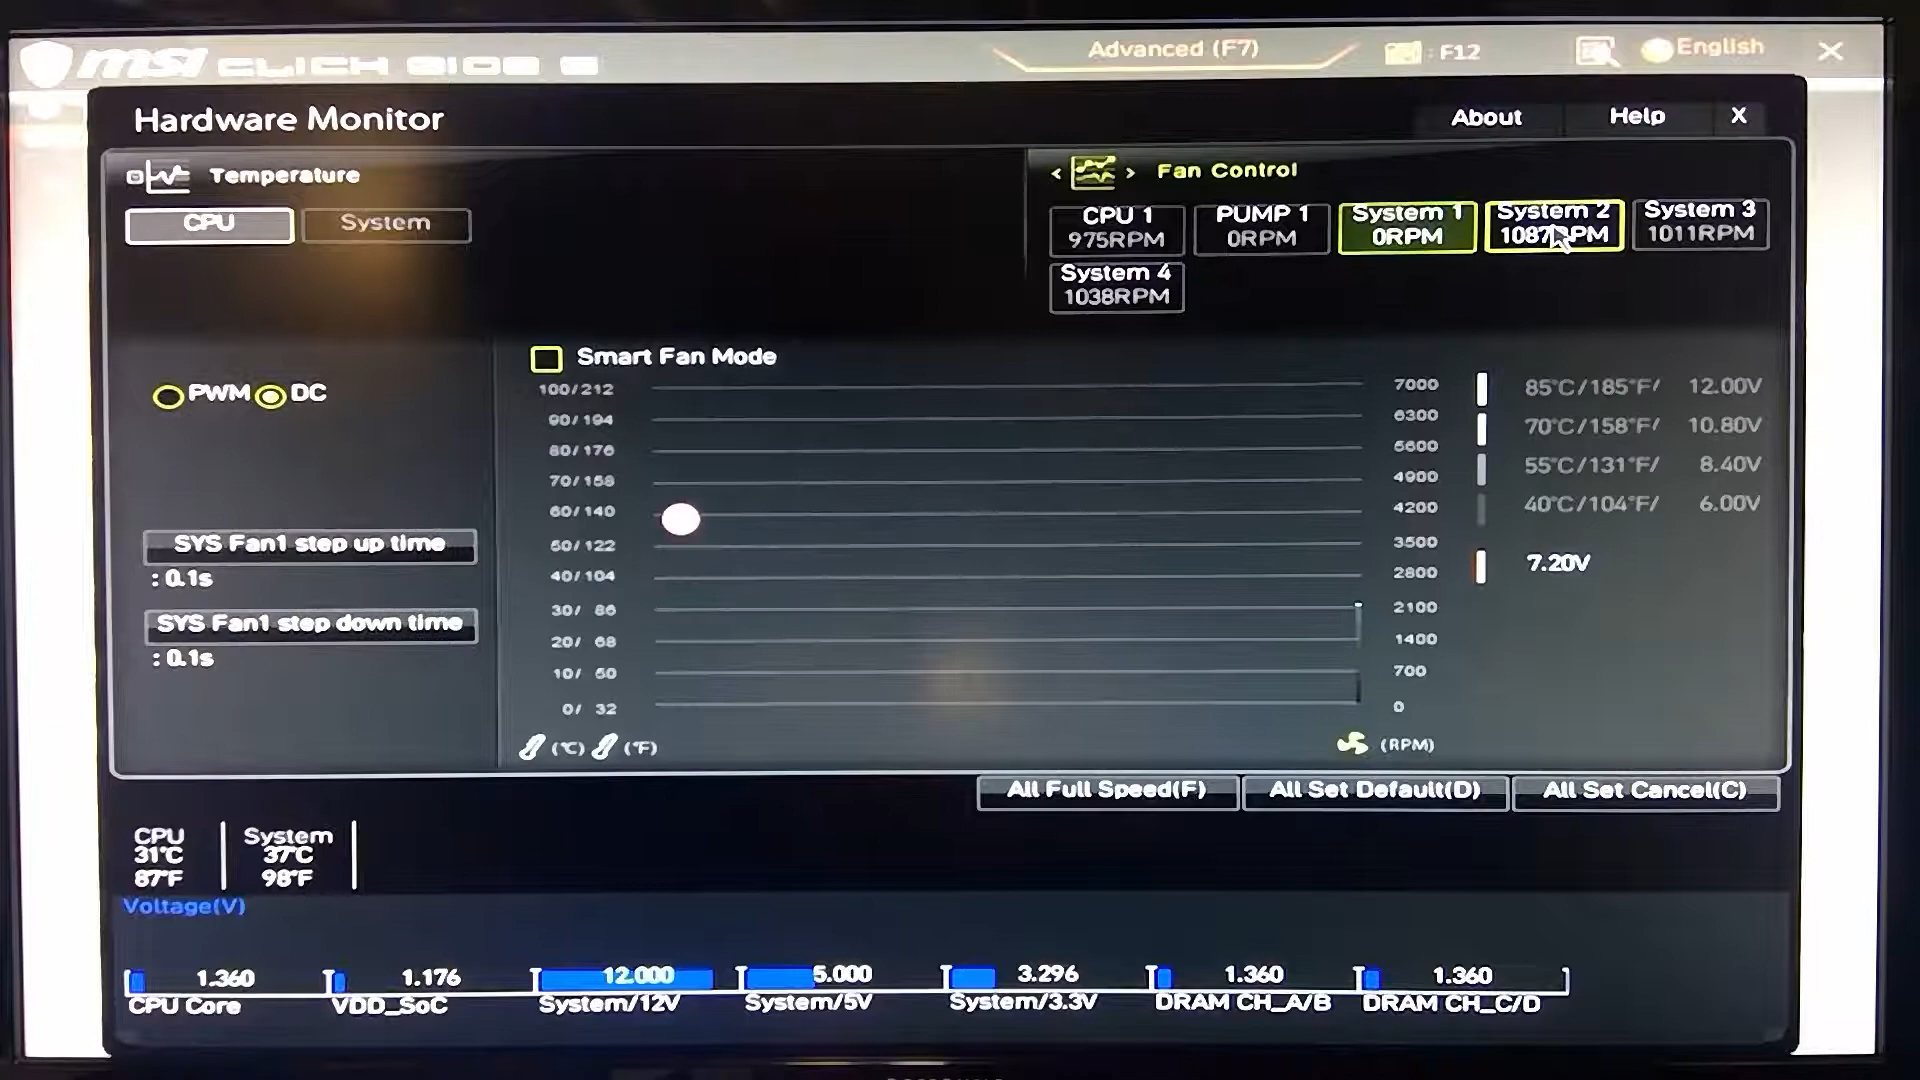 msi CLICK BIOS 5
Advanced (F7)
: F12
English
X
Hardware Monitor
About
Help
X
Temperature
CPU
System
< > Fan Control
CPU 1
975RPM
PUMP 1
0RPM
System 1
0RPM
System 2
1087RPM
System 3
1011RPM
System 4
1038RPM
PWM
DC
SYS Fan1 step up time
: 0.1s
SYS Fan1 step down time
: 0.1s
Smart Fan Mode
100/212
7000
90/194
6300
80/176
5600
70/158
4900
60/140
4200
50/122
3500
40/104
2800
30/ 86
2100
20/ 68
1400
10/ 50
700
0/ 32
0
(°C)
(°F)
(RPM)
85°C/185°F/ 12.00V
70°C/158°F/ 10.80V
55°C/131°F/ 8.40V
40°C/104°F/ 6.00V
7.20V
All Full Speed(F)
All Set Default(D)
All Set Cancel(C)
CPU
31°C
87°F
System
37°C
98°F
Voltage(V)
1.360
CPU Core
1.176
VDD_SoC
12.000
System/12V
5.000
System/5V
3.296
System/3.3V
1.360
DRAM CH_A/B
1.360
DRAM CH_C/D